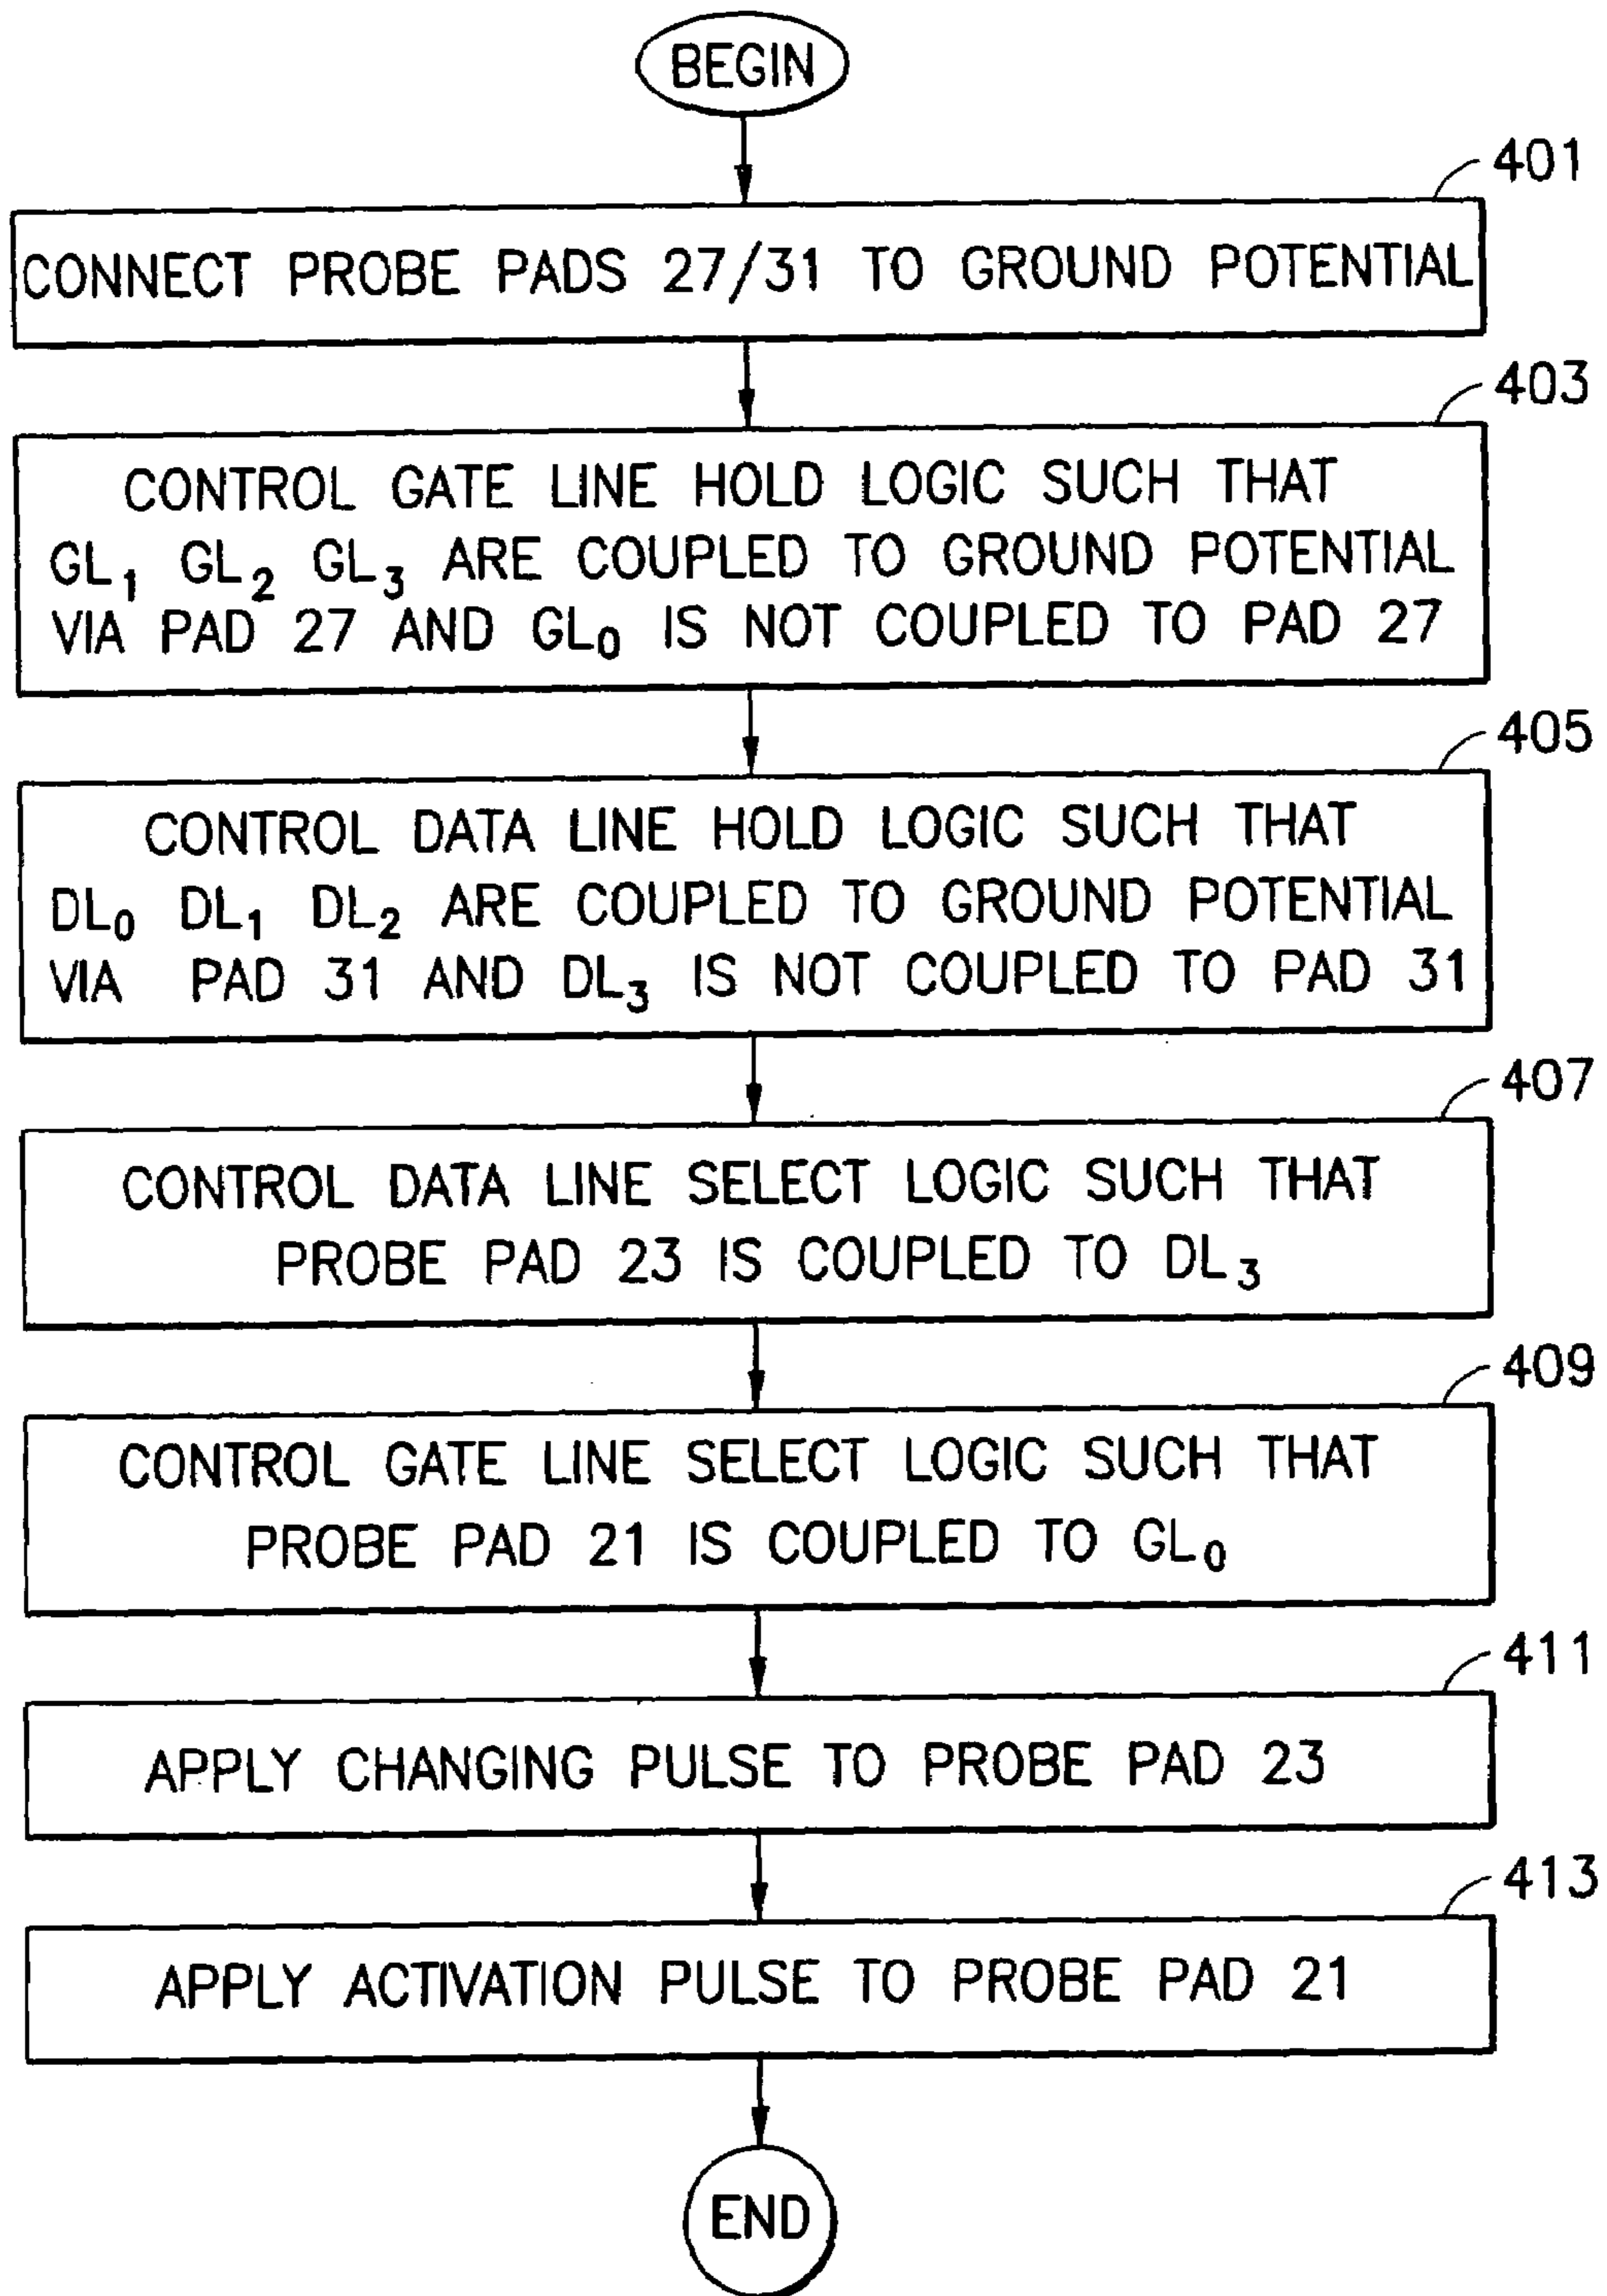 BEGIN
401
CONNECT PROBE PADS 27/31 TO GROUND POTENTIAL
403
CONTROL GATE LINE HOLD LOGIC SUCH THAT
GL₁ GL₂ GL₃ ARE COUPLED TO GROUND POTENTIAL
VIA PAD 27 AND GL₀ IS NOT COUPLED TO PAD 27
405
CONTROL DATA LINE HOLD LOGIC SUCH THAT
DL₀ DL₁ DL₂ ARE COUPLED TO GROUND POTENTIAL
VIA PAD 31 AND DL₃ IS NOT COUPLED TO PAD 31
407
CONTROL DATA LINE SELECT LOGIC SUCH THAT
PROBE PAD 23 IS COUPLED TO DL₃
409
CONTROL GATE LINE SELECT LOGIC SUCH THAT
PROBE PAD 21 IS COUPLED TO GL₀
411
APPLY CHANGING PULSE TO PROBE PAD 23
413
APPLY ACTIVATION PULSE TO PROBE PAD 21
END